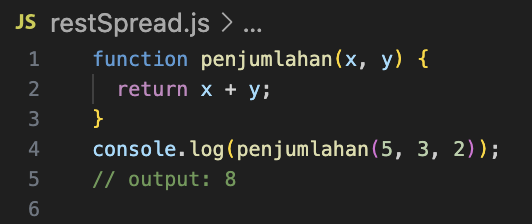 JS restSpread.js > ...
1 function penjumlahan(x, y) {
2 return x + y;
3 }
4 console.log(penjumlahan(5, 3, 2));
5 // output: 8
6